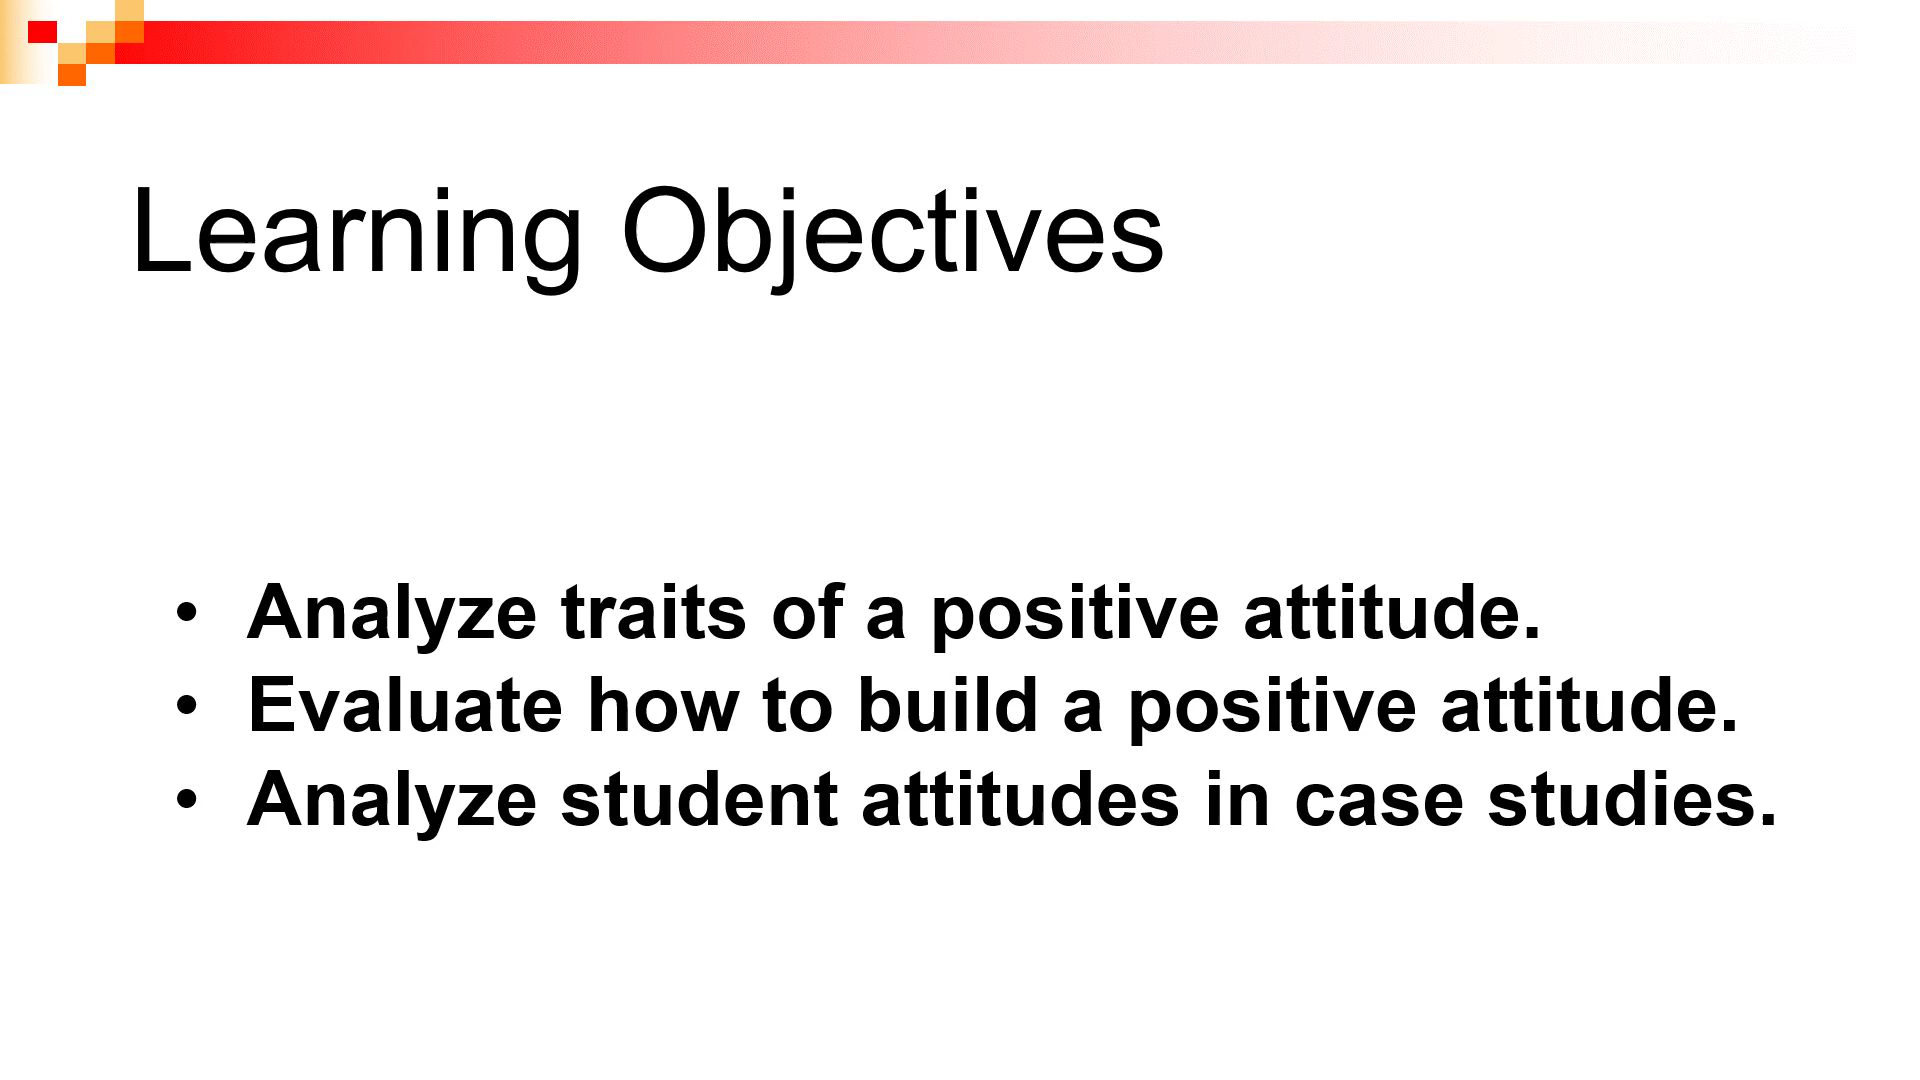 Learning Objectives
• Analyze traits of a positive attitude.
• Evaluate how to build a positive attitude.
• Analyze student attitudes in case studies.